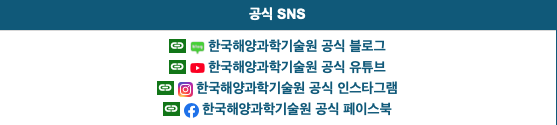 공식 SNS
한국해양과학기술원 공식 블로그
한국해양과학기술원 공식 유튜브
한국해양과학기술원 공식 인스타그램
한국해양과학기술원 공식 페이스북